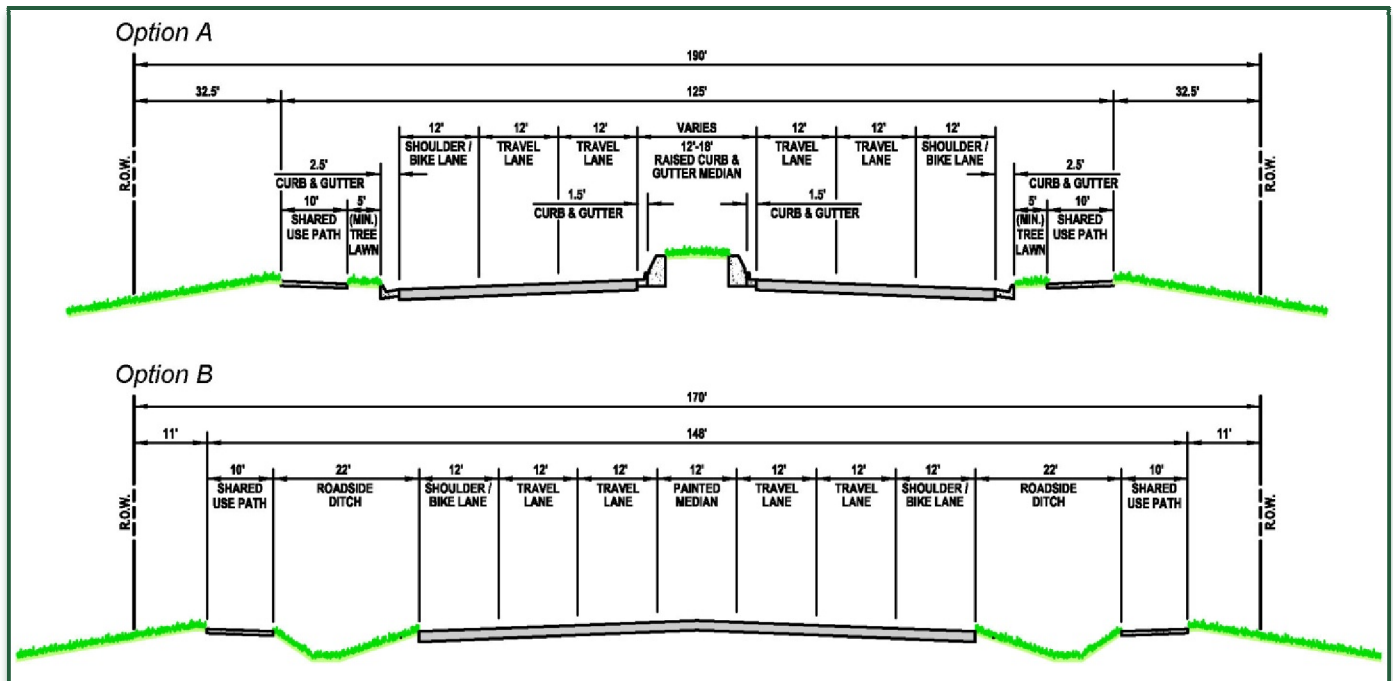 Option A
190'
32.5'
125'
32.5'
12'
12'
12'
VARIES
12'
12'
12'
SHOULDER /
BIKE LANE
TRAVEL
LANE
TRAVEL
LANE
12'-18'
RAISED CURB &
GUTTER MEDIAN
TRAVEL
LANE
TRAVEL
LANE
SHOULDER /
BIKE LANE
R.O.W.
2.5'
CURB & GUTTER
10'
SHARED
USE PATH
5'
(MIN.)
TREE
LAWN
1.5'
CURB & GUTTER
1.5'
CURB & GUTTER
2.5'
CURB & GUTTER
5'
(MIN.)
TREE
LAWN
10'
SHARED
USE PATH
R.O.W.
Option B
170'
11'
148'
11'
R.O.W.
10'
SHARED
USE PATH
22'
ROADSIDE
DITCH
12'
SHOULDER /
BIKE LANE
12'
TRAVEL
LANE
12'
TRAVEL
LANE
12'
PAINTED
MEDIAN
12'
TRAVEL
LANE
12'
TRAVEL
LANE
12'
SHOULDER /
BIKE LANE
22'
ROADSIDE
DITCH
10'
SHARED
USE PATH
R.O.W.